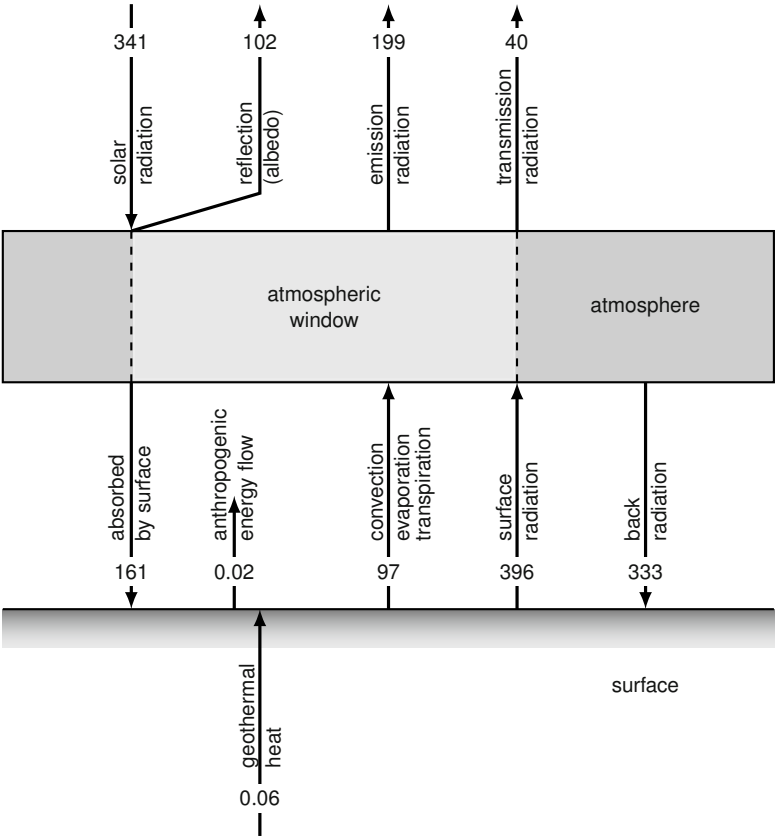 341
102
199
40
solar
radiation
reflection
(albedo)
emission
radiation
transmission
radiation
atmospheric
window
atmosphere
absorbed
by surface
anthropogenic
energy flow
convection
evaporation
transpiration
surface
radiation
back
radiation
161
0.02
97
396
333
surface
geothermal
heat
0.06